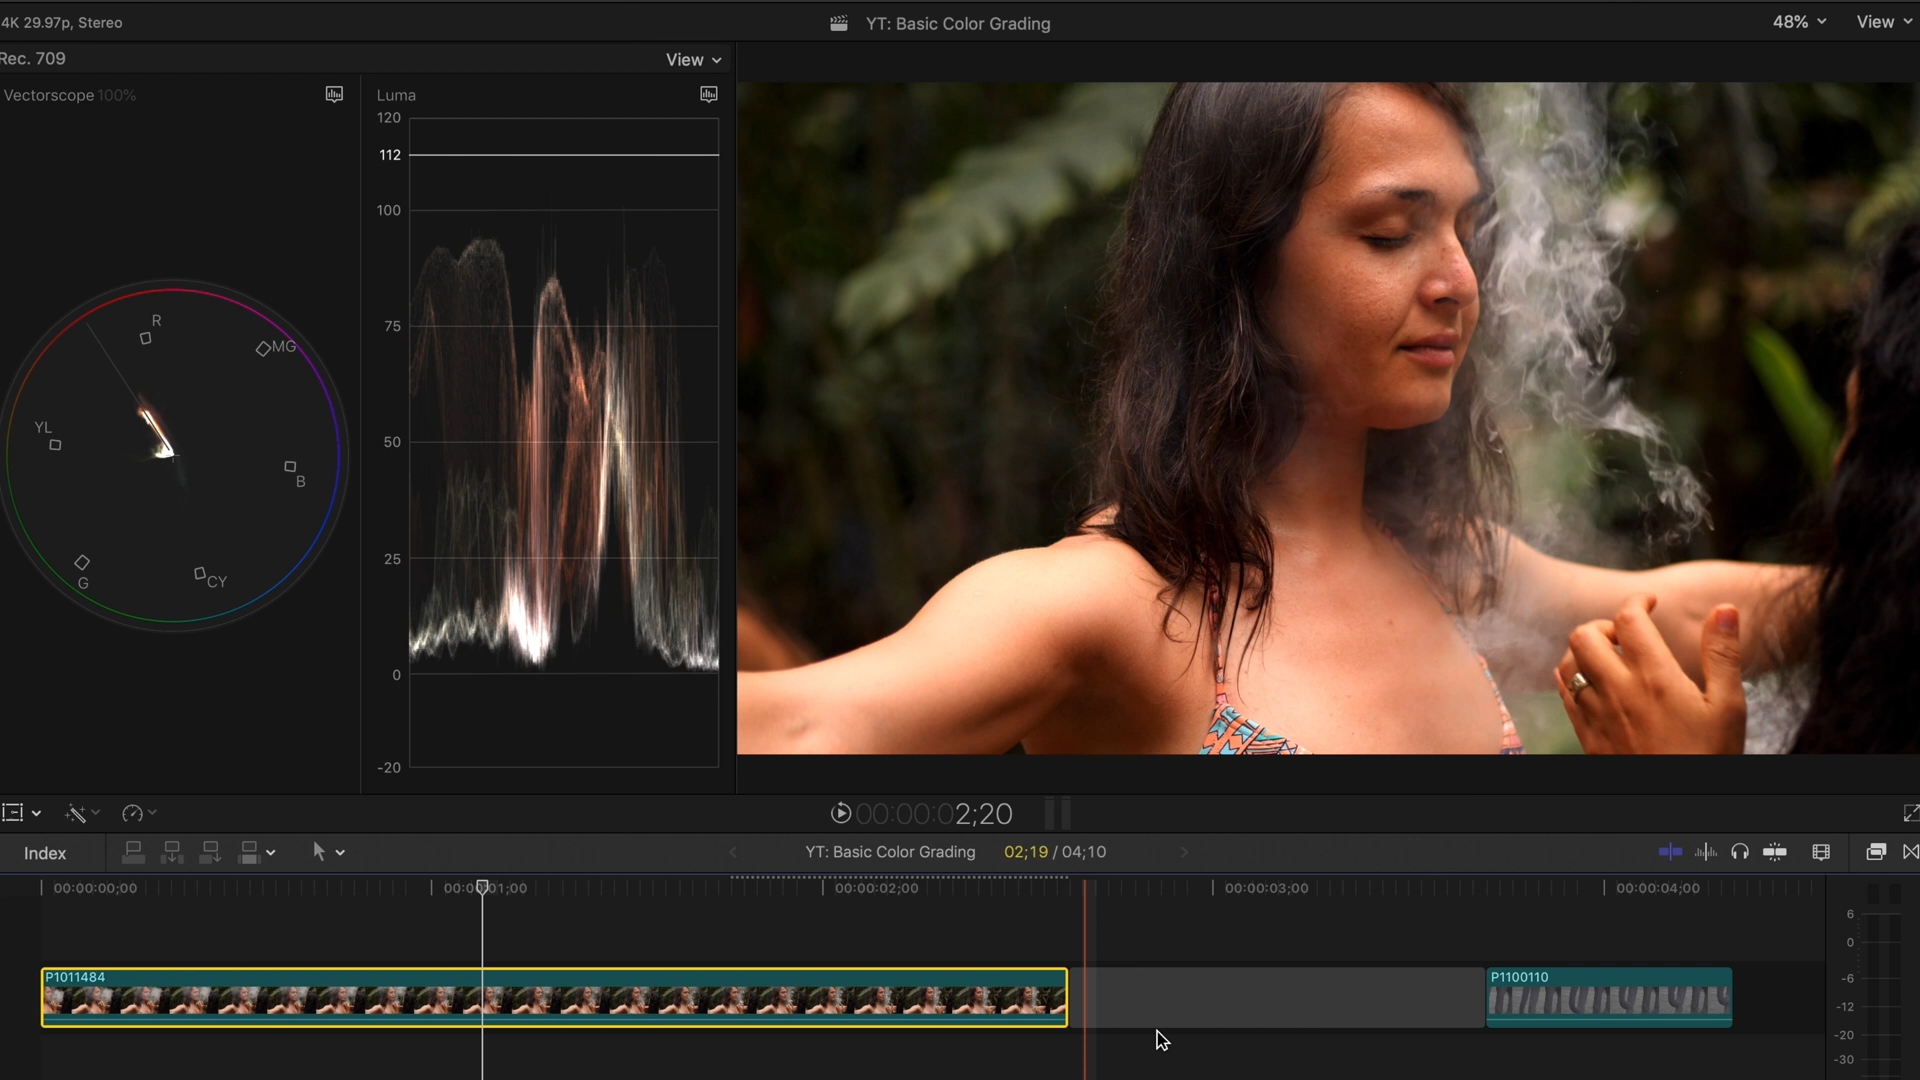 4K 29.97p, Stereo
YT: Basic Color Grading
48%
View
Rec. 709
View
Vectorscope 100%
Luma
120
112
100
75
50
25
0
-20
R
MG
YL
B
G
CY
00:00:02;20
Index
YT: Basic Color Grading
02;19 / 04;10
00:00:00;00
00:00:01;00
00:00:02;00
00:00:03;00
00:00:04;00
6
0
-6
-12
-20
-30
P1011484
P1100110